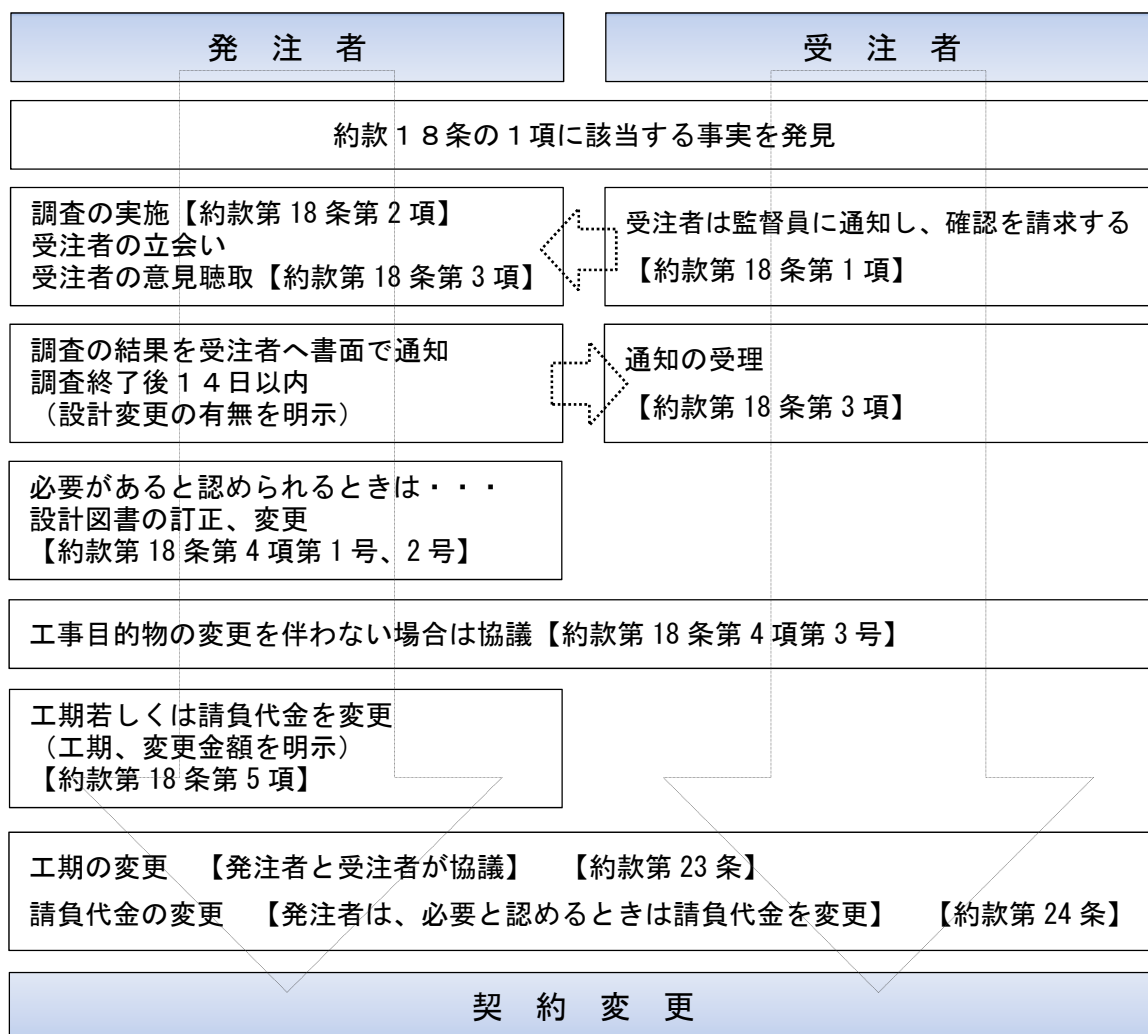 発 注 者
受 注 者
約款１８条の１項に該当する事実を発見
調査の実施【約款第 18 条第 2 項】
受注者の立会い
受注者の意見聴取【約款第 18 条第 3 項】
受注者は監督員に通知し、確認を請求する
【約款第 18 条第 1 項】
調査の結果を受注者へ書面で通知
調査終了後１４日以内
（設計変更の有無を明示）
通知の受理
【約款第 18 条第 3 項】
必要があると認められるときは・・・
設計図書の訂正、変更
【約款第 18 条第 4 項第 1 号、2 号】
工事目的物の変更を伴わない場合は協議【約款第 18 条第 4 項第 3 号】
工期若しくは請負代金を変更
（工期、変更金額を明示）
【約款第 18 条第 5 項】
工期の変更　【発注者と受注者が協議】　【約款第 23 条】
請負代金の変更　【発注者は、必要と認めるときは請負代金を変更】　【約款第 24 条】
契 約 変 更